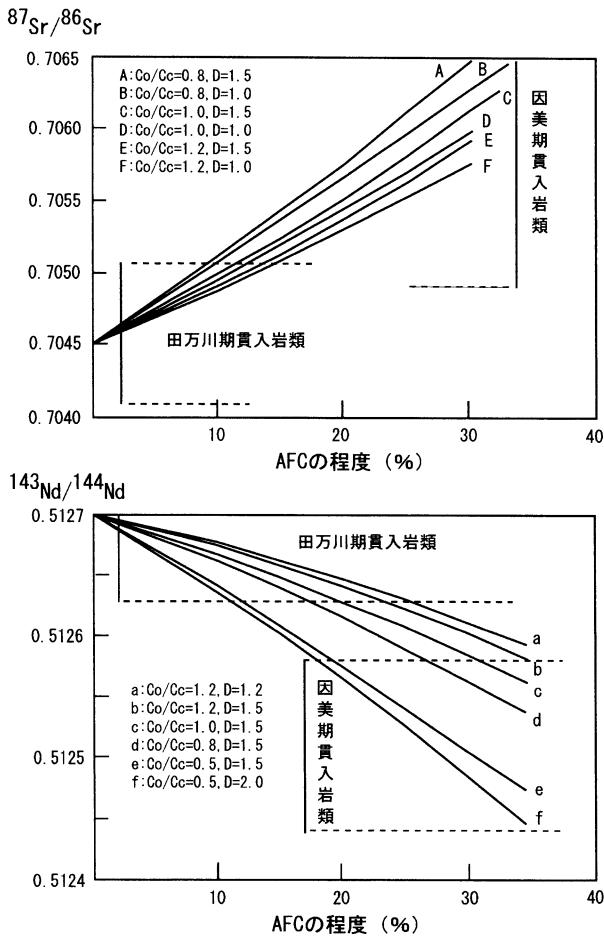 87Sr/86Sr
0.7065
0.7060
0.7055
0.7050
0.7045
0.7040
A:Co/Cc=0.8,D=1.5
B:Co/Cc=0.8,D=1.0
C:Co/Cc=1.0,D=1.5
D:Co/Cc=1.0,D=1.0
E:Co/Cc=1.2,D=1.5
F:Co/Cc=1.2,D=1.0
A
B
C
D
E
F
因美期貫入岩類
田万川期貫入岩類
10
20
30
40
AFCの程度 (%)
143Nd/144Nd
0.5127
0.5126
0.5125
0.5124
田万川期貫入岩類
a
b
c
d
e
f
a:Co/Cc=1.2,D=1.2
b:Co/Cc=1.2,D=1.5
c:Co/Cc=1.0,D=1.5
d:Co/Cc=0.8,D=1.5
e:Co/Cc=0.5,D=1.5
f:Co/Cc=0.5,D=2.0
因美期貫入岩類
10
20
30
40
AFCの程度 (%)